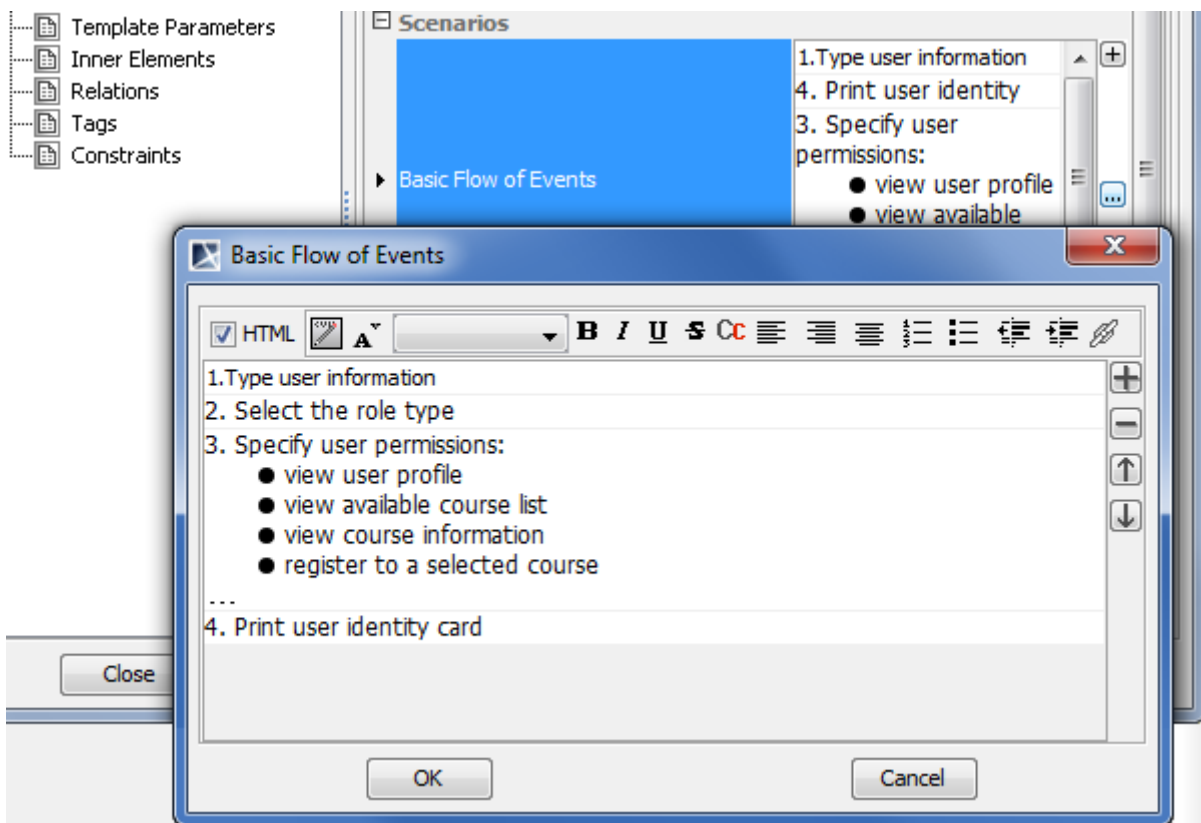 Template Parameters
Inner Elements
Relations
Tags
Constraints
Scenarios
Basic Flow of Events
1.Type user information
4. Print user identity
3. Specify user
permissions:
● view user profile
● view available
Basic Flow of Events
HTML
B I U S Cc
1.Type user information
2. Select the role type
3. Specify user permissions:
● view user profile
● view available course list
● view course information
● register to a selected course
...
4. Print user identity card
Close
OK
Cancel